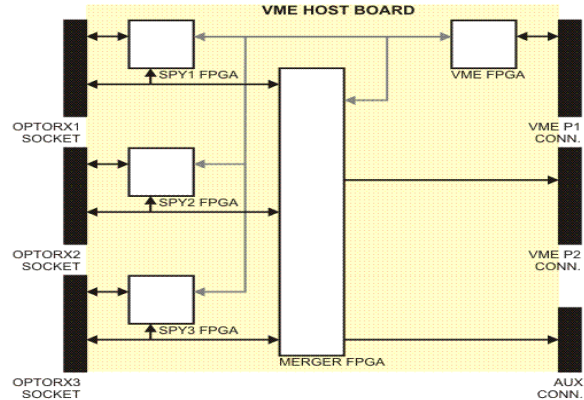 VME HOST BOARD
SPY1 FPGA
VME FPGA
OPTORX1
SOCKET
VME P1
CONN.
SPY2 FPGA
OPTORX2
SOCKET
VME P2
CONN.
SPY3 FPGA
MERGER FPGA
OPTORX3
SOCKET
AUX
CONN.